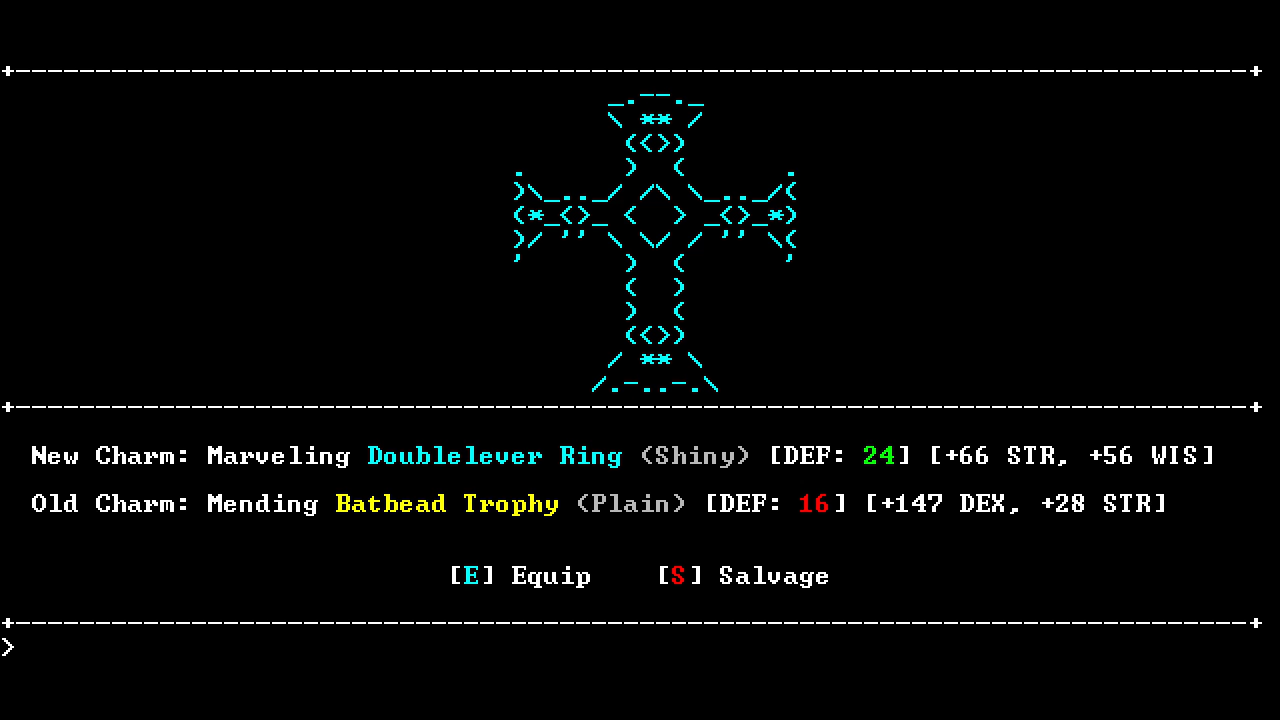 New Charm: Marveling Doublelever Ring (Shiny) [DEF: 24] [+66 STR, +56 WIS]
Old Charm: Mending Batbead Trophy (Plain) [DEF: 16] [+147 DEX, +28 STR]
[E] Equip [S] Salvage
>